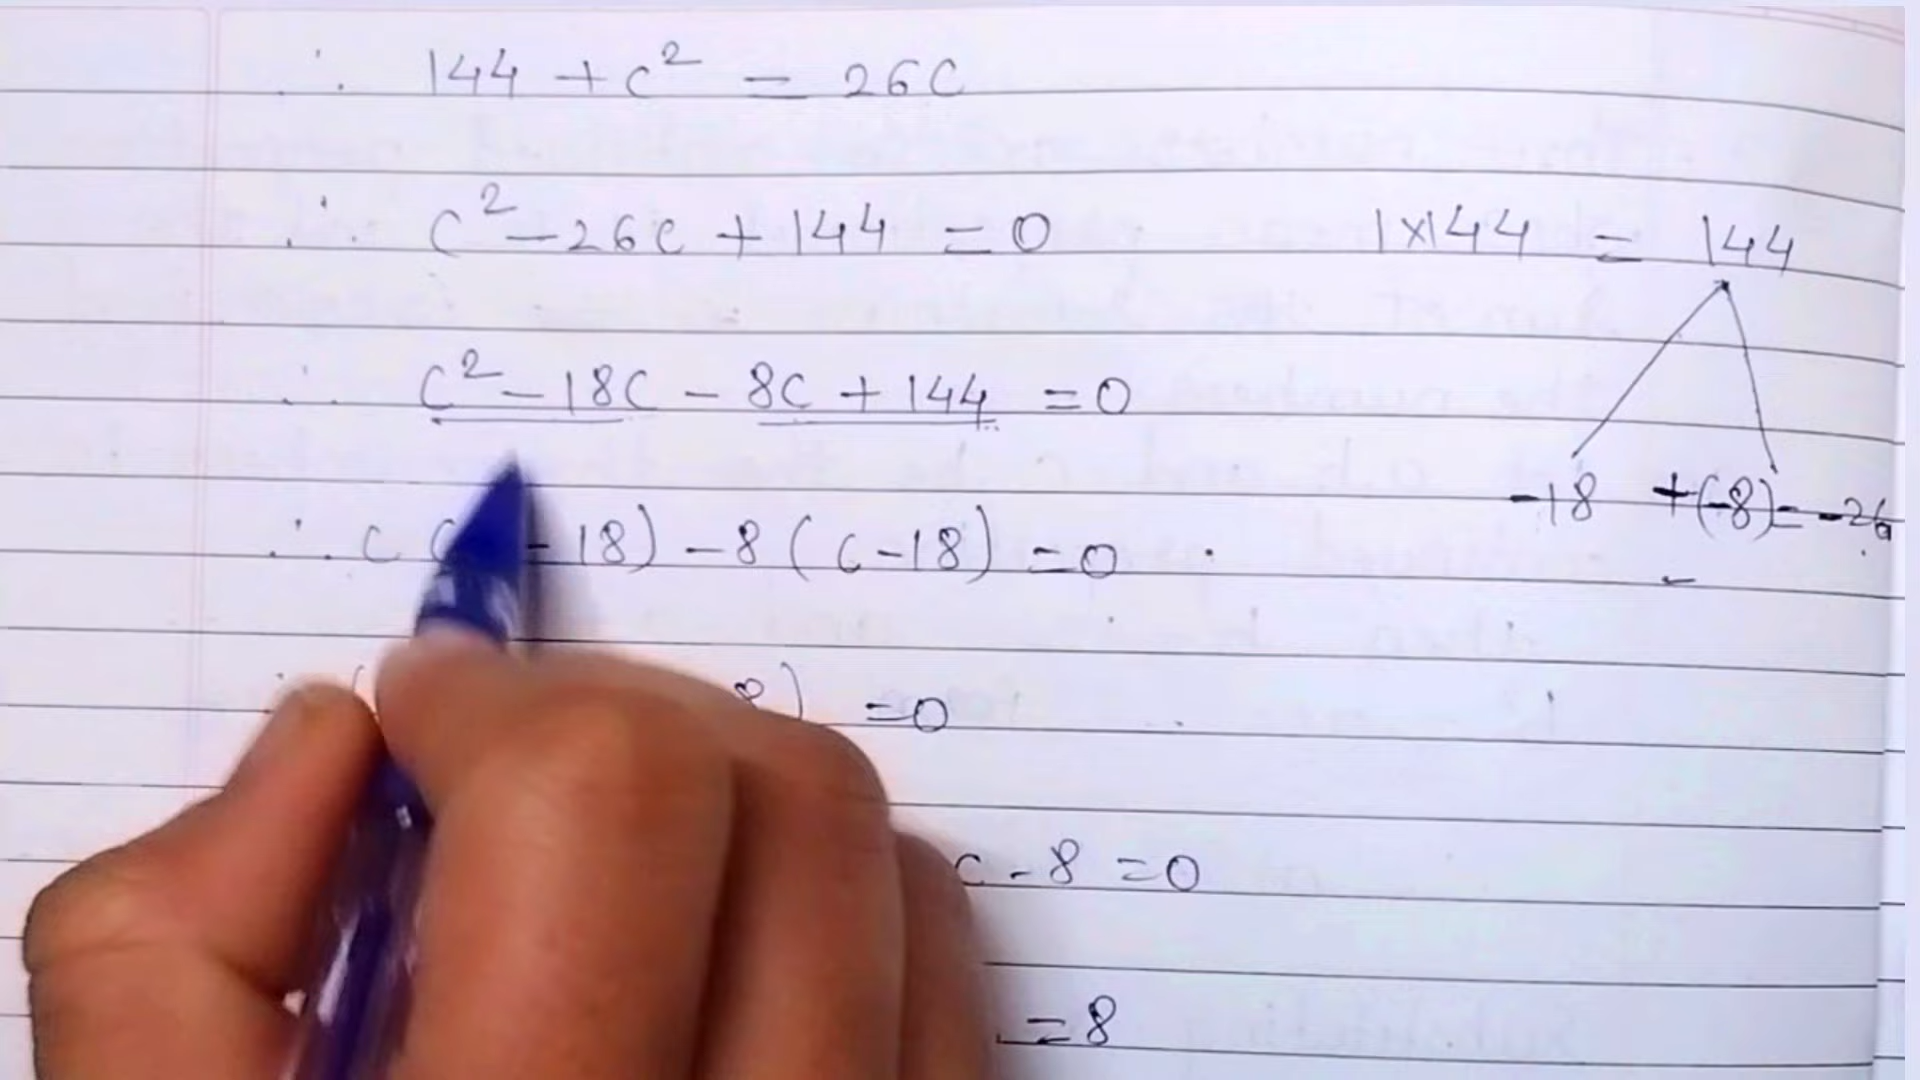 ∴ 144 + c² = 26c
∴ c² - 26c + 144 = 0
1×144 = 144
∴ c² - 18c - 8c + 144 = 0
-18 + (-8) = -26
∴ c ( - 18) - 8 (c - 18) = 0
8) = 0
c - 8 = 0
= 8